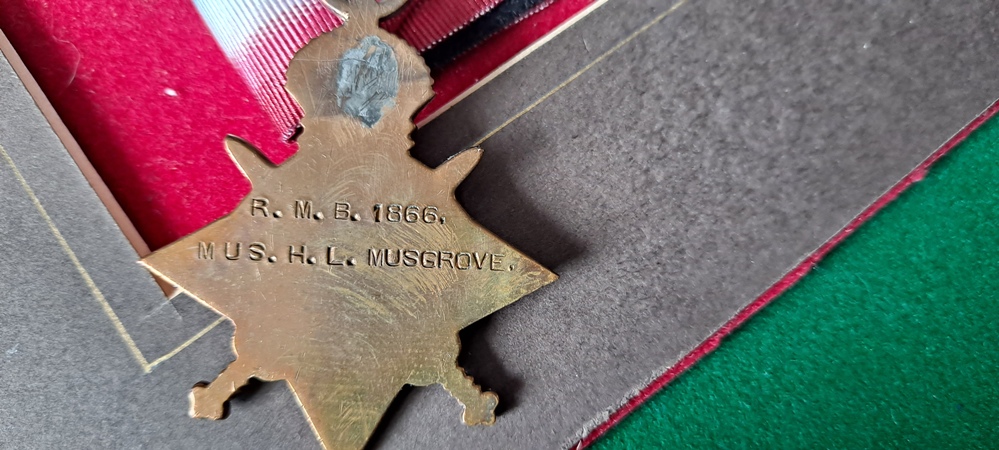 R. M. B. 1866.
MUS. H. L. MUSGROVE.